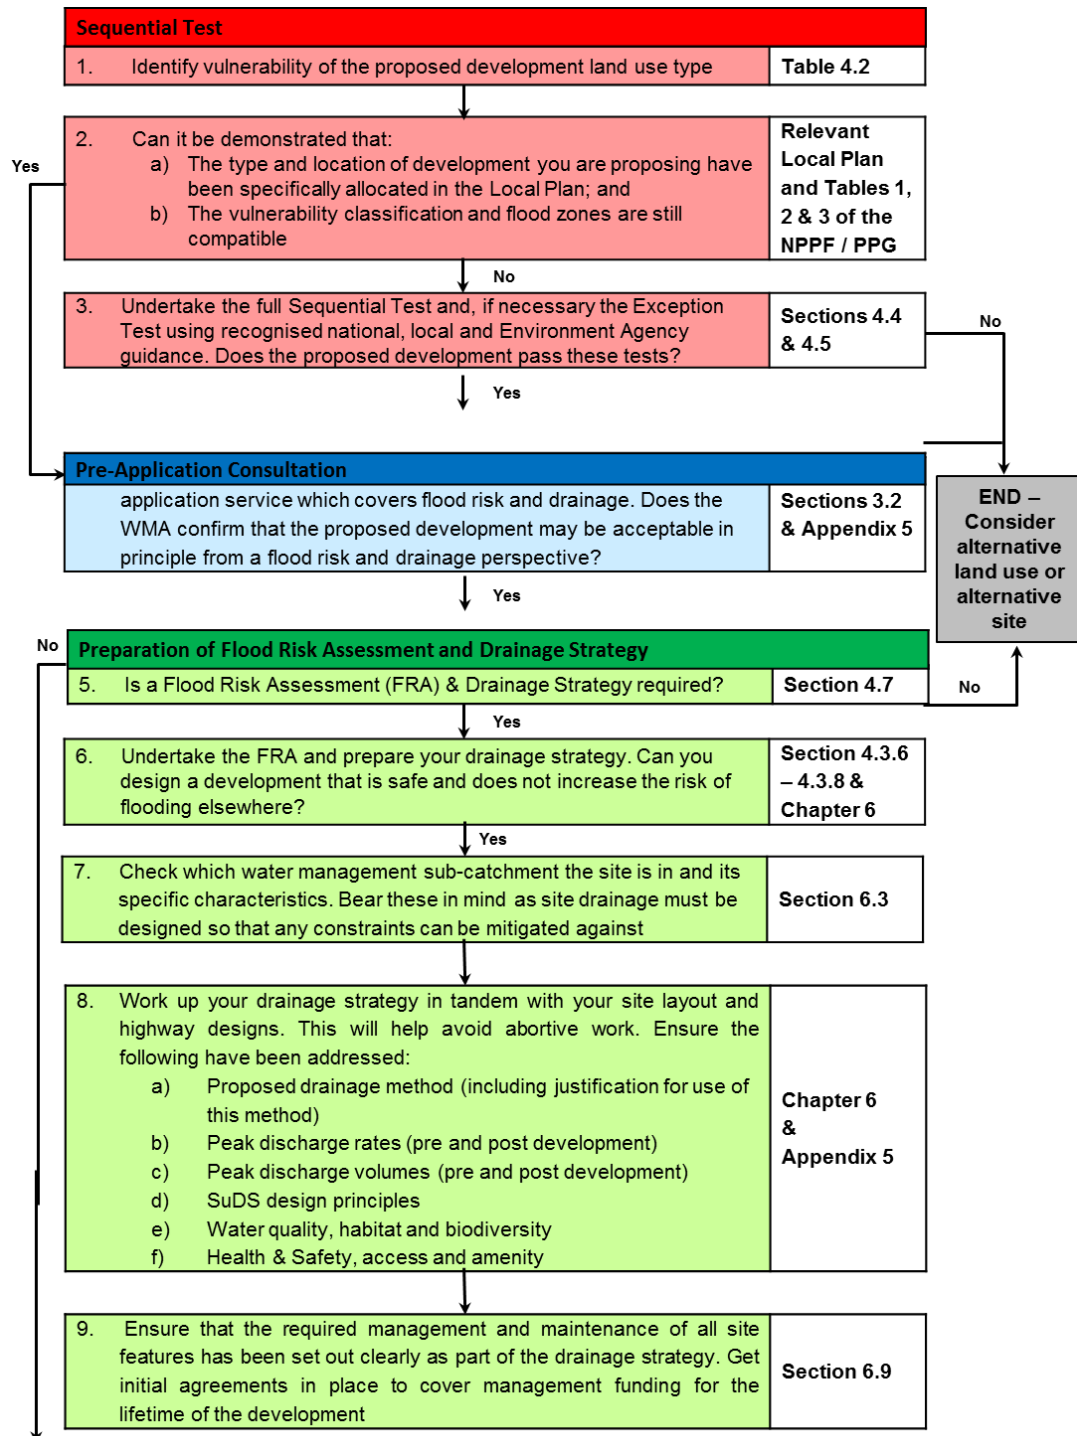 Sequential Test
1. Identify vulnerability of the proposed development land use type
Table 4.2
2. Can it be demonstrated that:
a) The type and location of development you are proposing have
been specifically allocated in the Local Plan; and
b) The vulnerability classification and flood zones are still
compatible
Relevant
Local Plan
and Tables 1,
2 & 3 of the
NPPF / PPG
Yes
No
3. Undertake the full Sequential Test and, if necessary the Exception
Test using recognised national, local and Environment Agency
guidance. Does the proposed development pass these tests?
Sections 4.4
& 4.5
No
Yes
Pre-Application Consultation
application service which covers flood risk and drainage. Does the
WMA confirm that the proposed development may be acceptable in
principle from a flood risk and drainage perspective?
Sections 3.2
& Appendix 5
END –
Consider
alternative
land use or
alternative
site
Yes
No
Preparation of Flood Risk Assessment and Drainage Strategy
5. Is a Flood Risk Assessment (FRA) & Drainage Strategy required?
Section 4.7
No
Yes
6. Undertake the FRA and prepare your drainage strategy. Can you
design a development that is safe and does not increase the risk of
flooding elsewhere?
Section 4.3.6
– 4.3.8 &
Chapter 6
Yes
7. Check which water management sub-catchment the site is in and its
specific characteristics. Bear these in mind as site drainage must be
designed so that any constraints can be mitigated against
Section 6.3
8. Work up your drainage strategy in tandem with your site layout and
highway designs. This will help avoid abortive work. Ensure the
following have been addressed:
a) Proposed drainage method (including justification for use of
this method)
b) Peak discharge rates (pre and post development)
c) Peak discharge volumes (pre and post development)
d) SuDS design principles
e) Water quality, habitat and biodiversity
f) Health & Safety, access and amenity
Chapter 6
&
Appendix 5
9. Ensure that the required management and maintenance of all site
features has been set out clearly as part of the drainage strategy. Get
initial agreements in place to cover management funding for the
lifetime of the development
Section 6.9